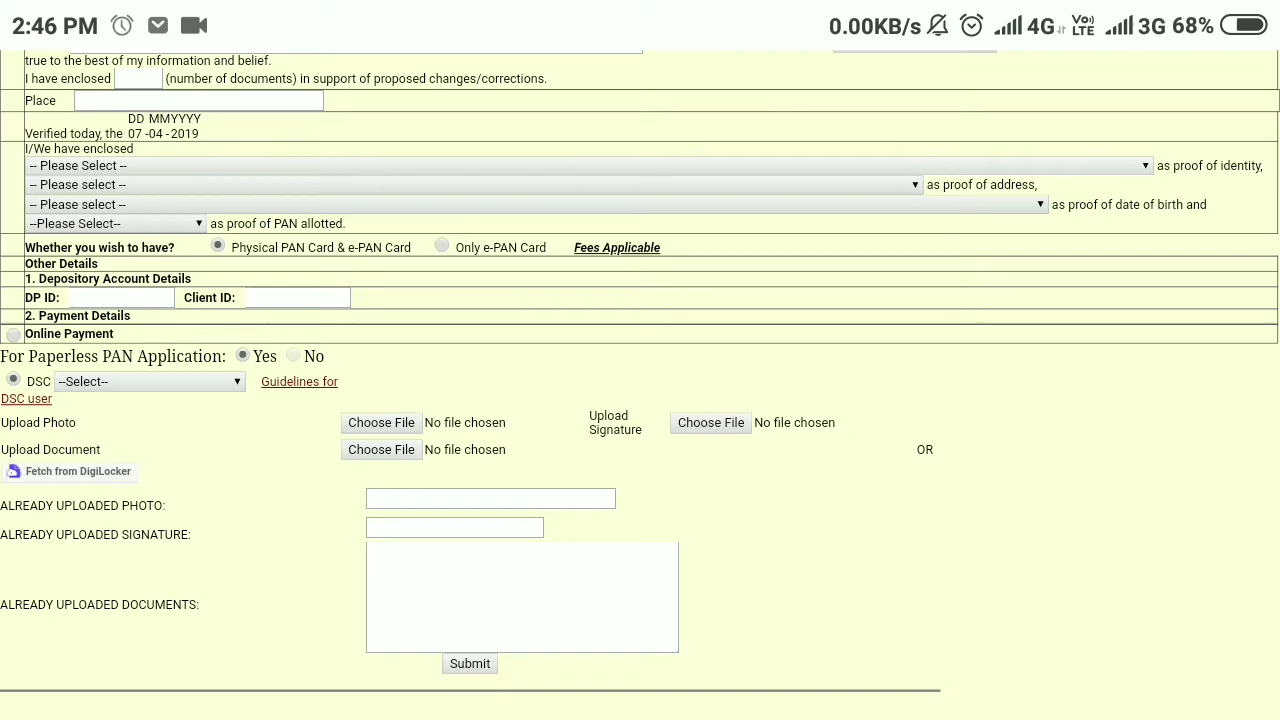 2:46 PM 0.00KB/s 4G VoLTE 3G 68%
true to the best of my information and belief.
I have enclosed (number of documents) in support of proposed changes/corrections.
Place
DD MMYYYY
Verified today, the 07 -04 -2019
I/We have enclosed
-- Please Select -- as proof of identity,
-- Please select -- as proof of address,
-- Please select -- as proof of date of birth and
--Please Select-- as proof of PAN allotted.
Whether you wish to have? Physical PAN Card & e-PAN Card Only e-PAN Card Fees Applicable
Other Details
1. Depository Account Details
DP ID: Client ID:
2. Payment Details
Online Payment
For Paperless PAN Application: Yes No
DSC --Select-- Guidelines for
DSC user
Upload Photo Choose File No file chosen Upload Signature Choose File No file chosen
Upload Document Choose File No file chosen OR
Fetch from DigiLocker
ALREADY UPLOADED PHOTO:
ALREADY UPLOADED SIGNATURE:
ALREADY UPLOADED DOCUMENTS:
Submit